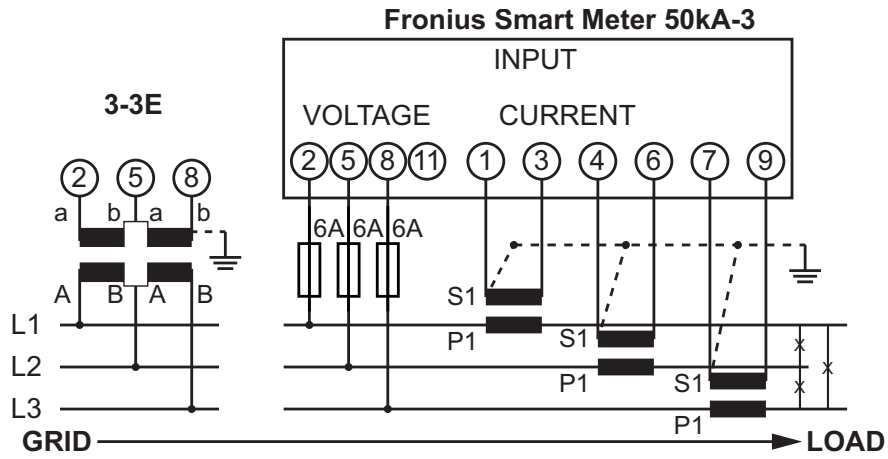 Fronius Smart Meter 50kA-3
INPUT
3-3E
VOLTAGE CURRENT
2 5 8 11 1 3 4 6 7 9
2 5 8
a b a b
6A 6A 6A
A B A B
S1
L1
P1 S1
x
L2
x
P1 S1
x
L3
P1
GRID LOAD